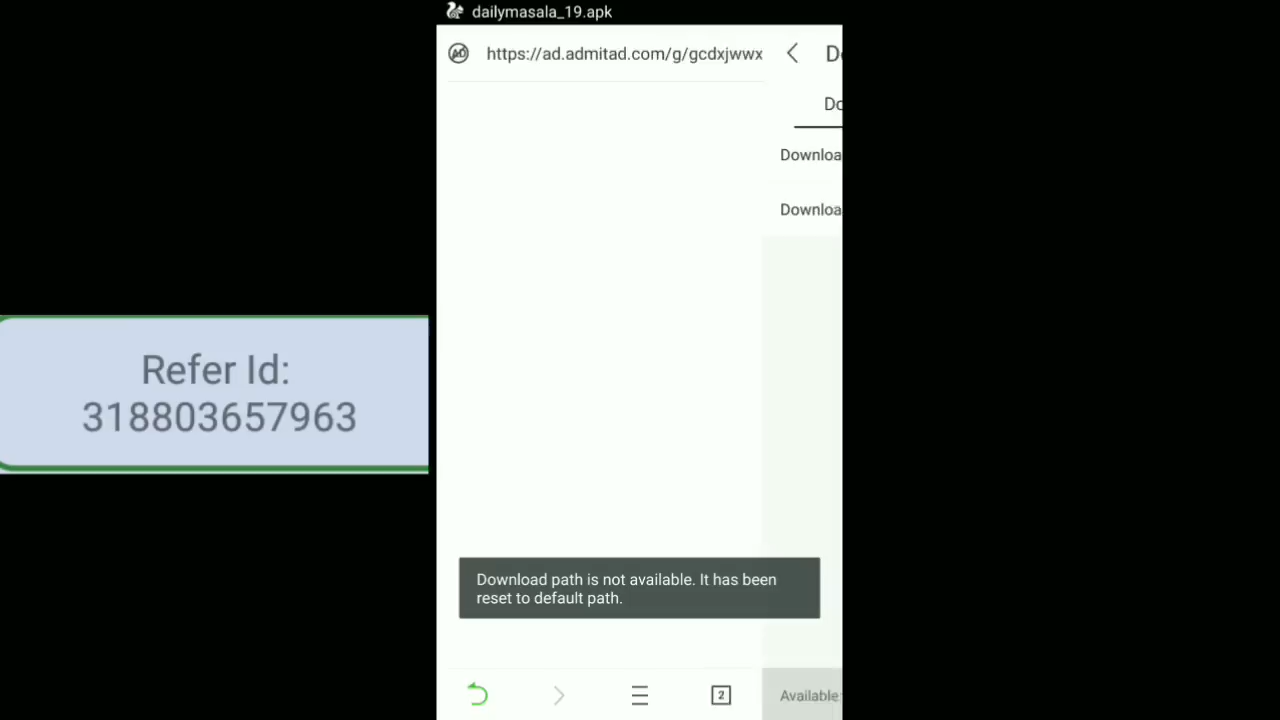 dailymasala_19.apk
https://ad.admitad.com/g/gcdxjwwx
Refer Id:
318803657963
Download path is not available. It has been
reset to default path.
2
Available